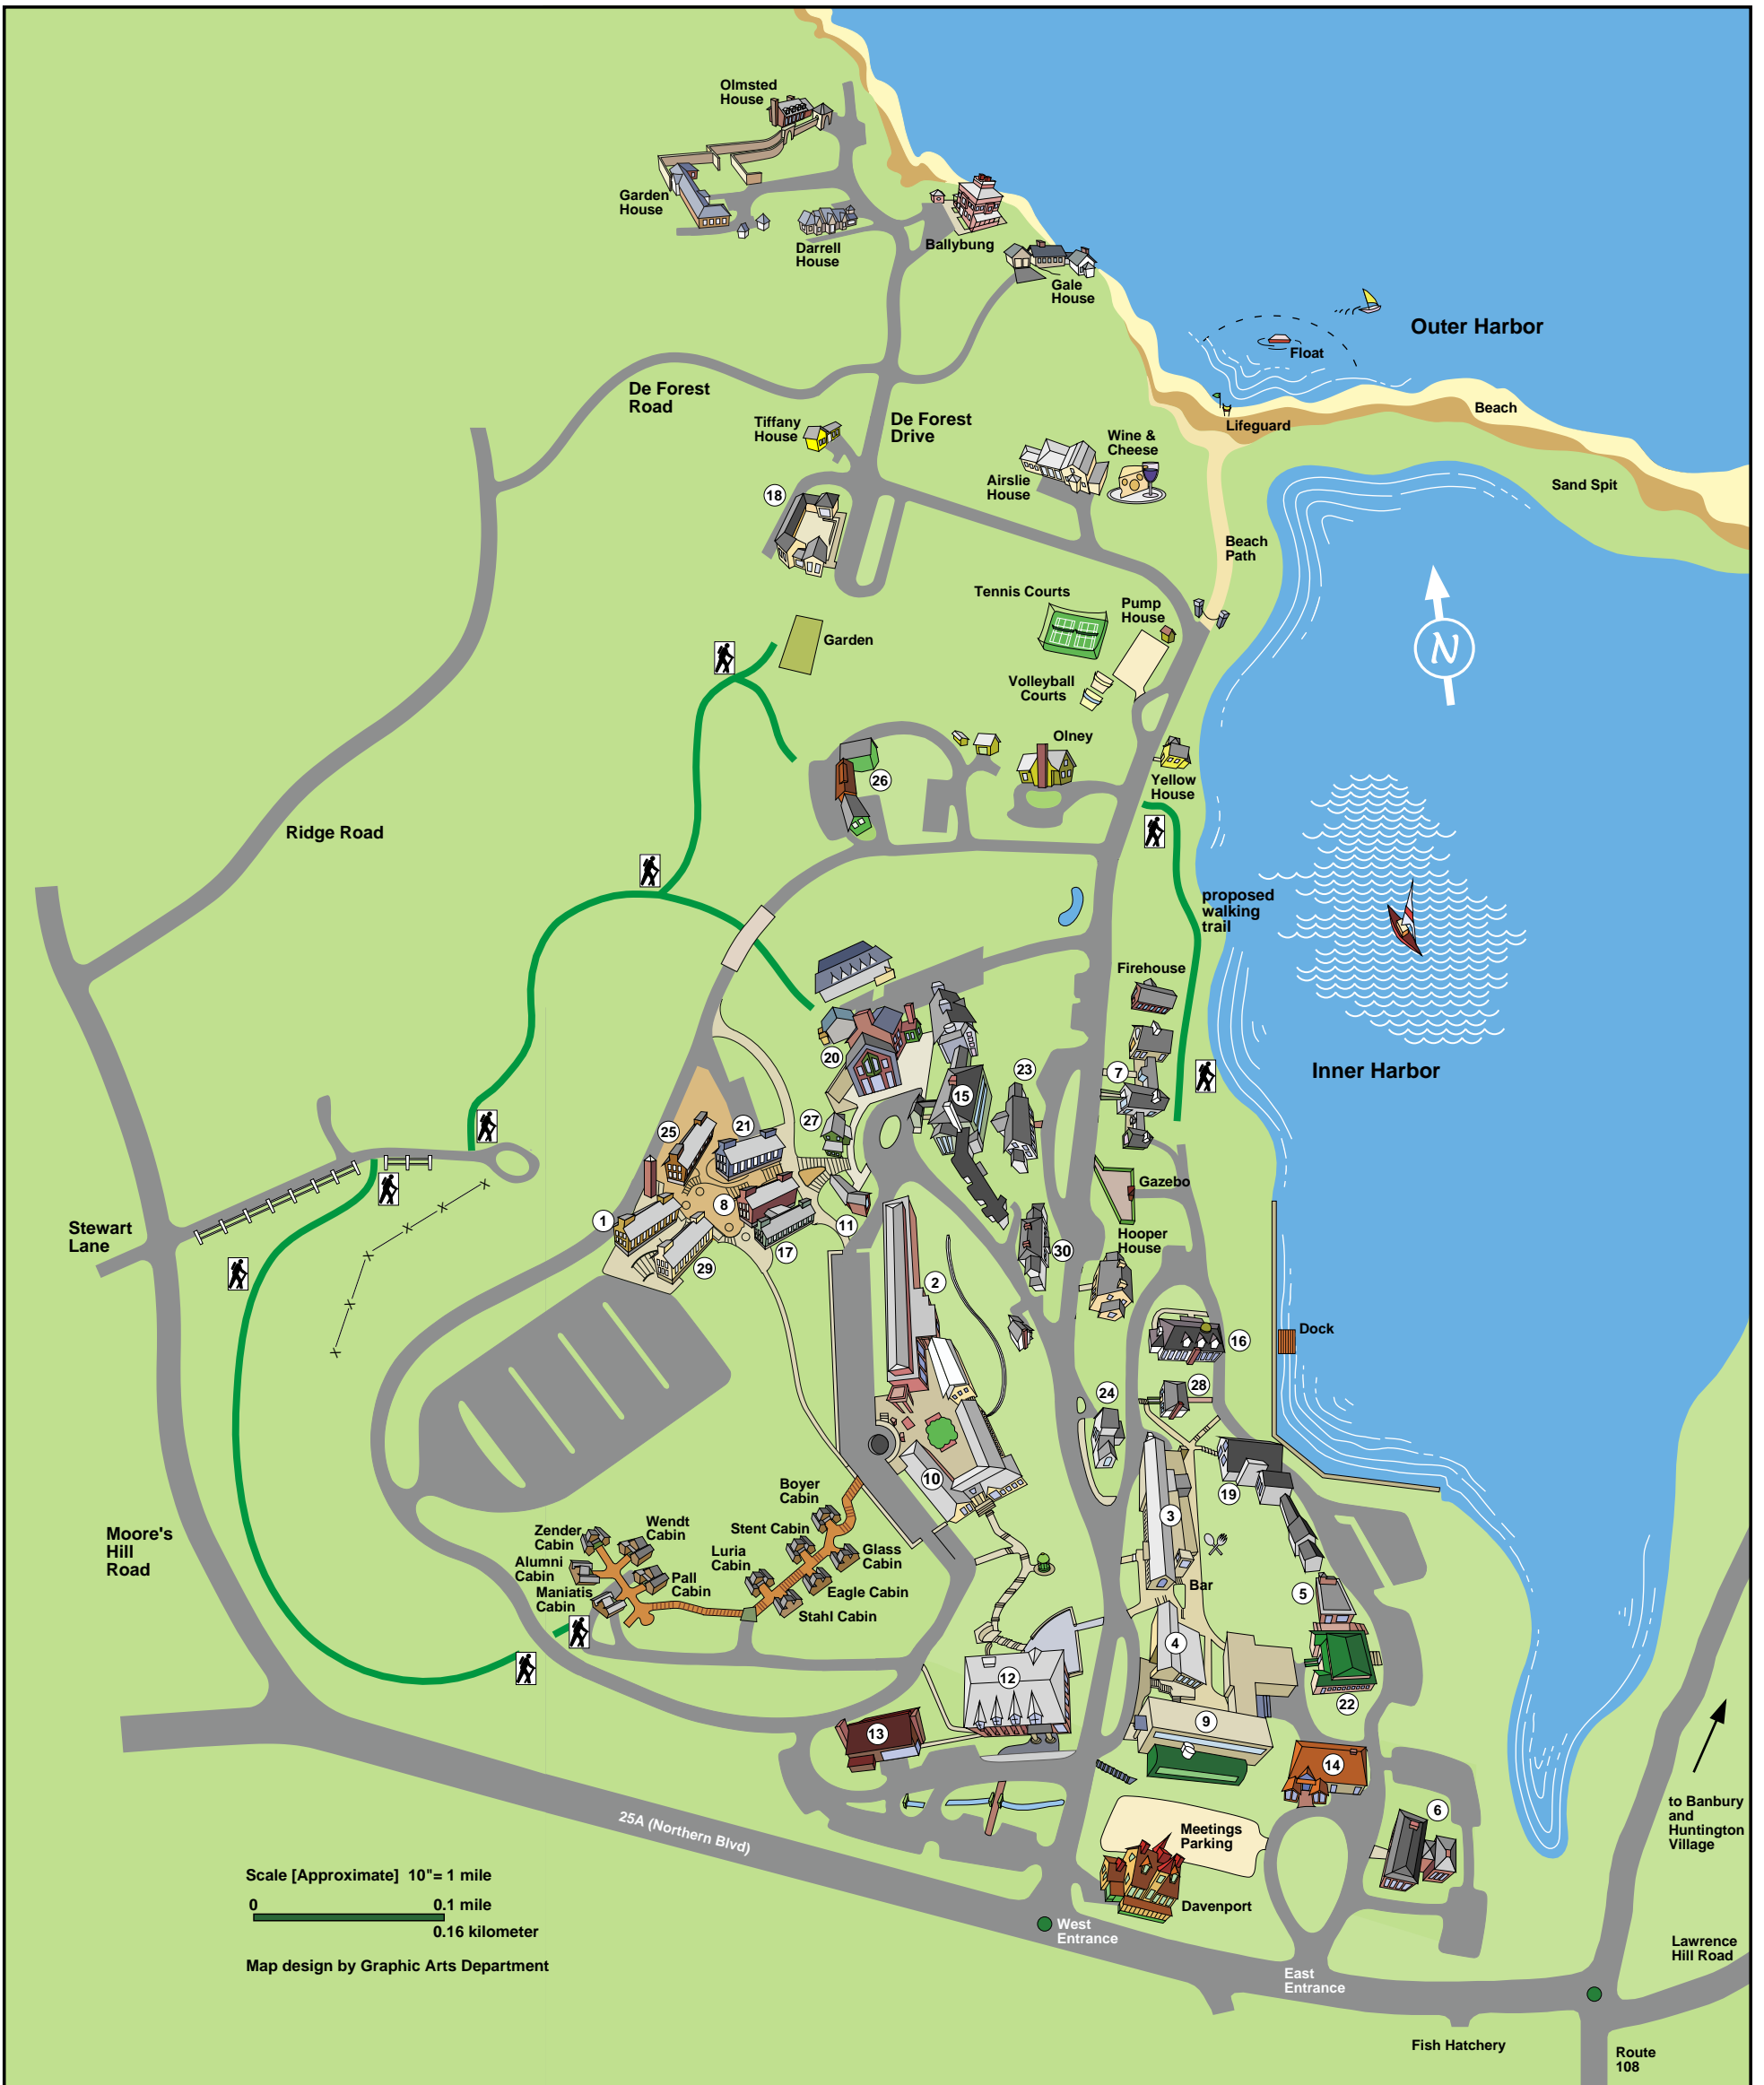 Olmsted
House
Garden
House
Darrell
House
Ballybung
Gale
House
Outer Harbor
Float
De Forest
Road
De Forest
Drive
Beach
Lifeguard
Tiffany
House
Wine &
Cheese
Airslie
House
Sand Spit
18
Beach
Path
Tennis Courts
Pump
House
N
Garden
Volleyball
Courts
Olney
26
Yellow
House
Ridge Road
proposed
walking
trail
Firehouse
20
23
7
Inner Harbor
15
27
25
21
Gazebo
8
1
11
Stewart
Lane
17
Hooper
House
30
29
2
Dock
16
28
24
10
Boyer
Cabin
19
3
Moore's
Hill
Road
Zender
Cabin
Wendt
Cabin
Stent Cabin
Glass
Cabin
Luria
Cabin
Alumni
Cabin
Pall
Cabin
Eagle Cabin
Maniatis
Cabin
Stahl Cabin
Bar
5
4
12
22
9
13
14
6
25A (Northern Blvd)
Meetings
Parking
to Banbury
and
Huntington
Village
Scale [Approximate]  10"= 1 mile
0
0.1 mile
0.16 kilometer
Davenport
West
Entrance
Lawrence
Hill Road
Map design by Graphic Arts Department
East
Entrance
Fish Hatchery
Route
108